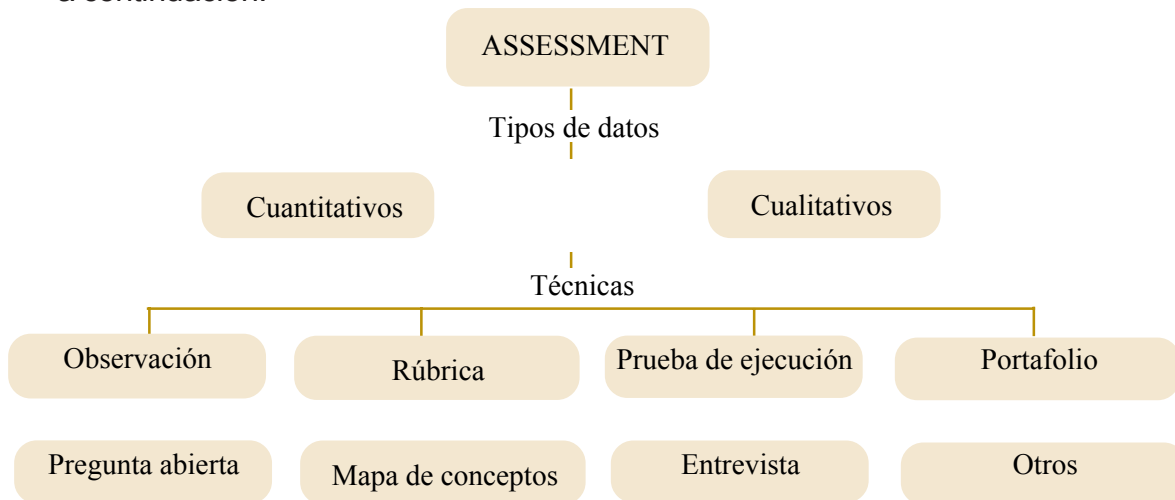 a continuación.
ASSESSMENT
Tipos de datos
Cuantitativos
Cualitativos
Técnicas
Observación
Rúbrica
Prueba de ejecución
Portafolio
Pregunta abierta
Mapa de conceptos
Entrevista
Otros